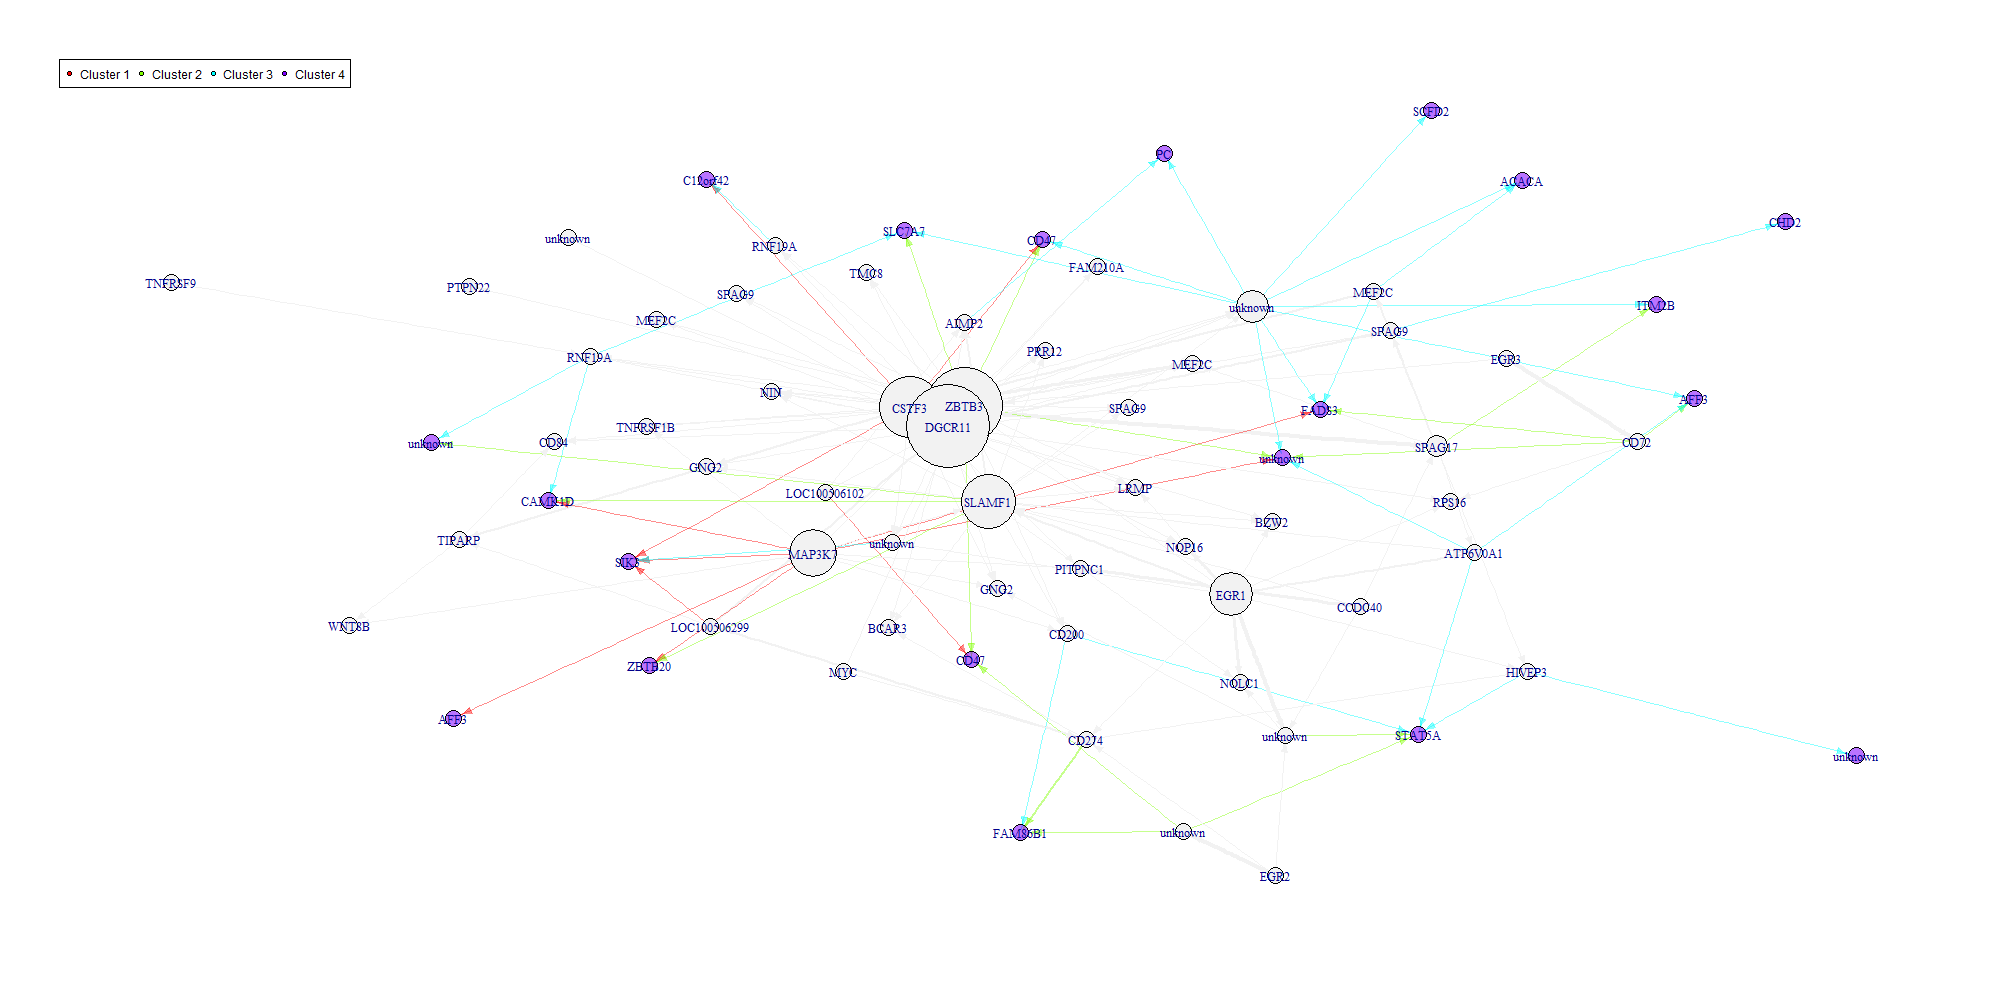 Cluster 1 Cluster 2 Cluster 3 Cluster 4
SCFD2
PC
C12orf42
ACACA
CHD2
SLC7A7
unknown
CD47
RNF19A
FAM210A
TMC8
TNFRSF9
PTPN22
SPAG9
MEF2C
unknown
ITM2B
MEF2C
AIMP2
SPAG9
PRR12
RNF19A
EGR3
MEF2C
NIN
AFF3
CSTF3
ZBTB3
SPAG9
FADS3
TNFRSF1B
DGCR11
unknown
CD84
CD72
SPAG17
unknown
GNG2
LRMP
LOC100506102
CAMK1D
SLAMF1
RPS16
BZW2
TIPARP
unknown
NOP16
MAP3K7
ATP6V0A1
SIK3
PITPNC1
GNG2
EGR1
CCDC40
WNT8B
LOC100506299
BCAR3
CD200
CD47
ZBTB20
MYC
HIVEP3
NOLC1
AFF3
CD274
unknown
STAT5A
unknown
FAM86B1
unknown
EGR2